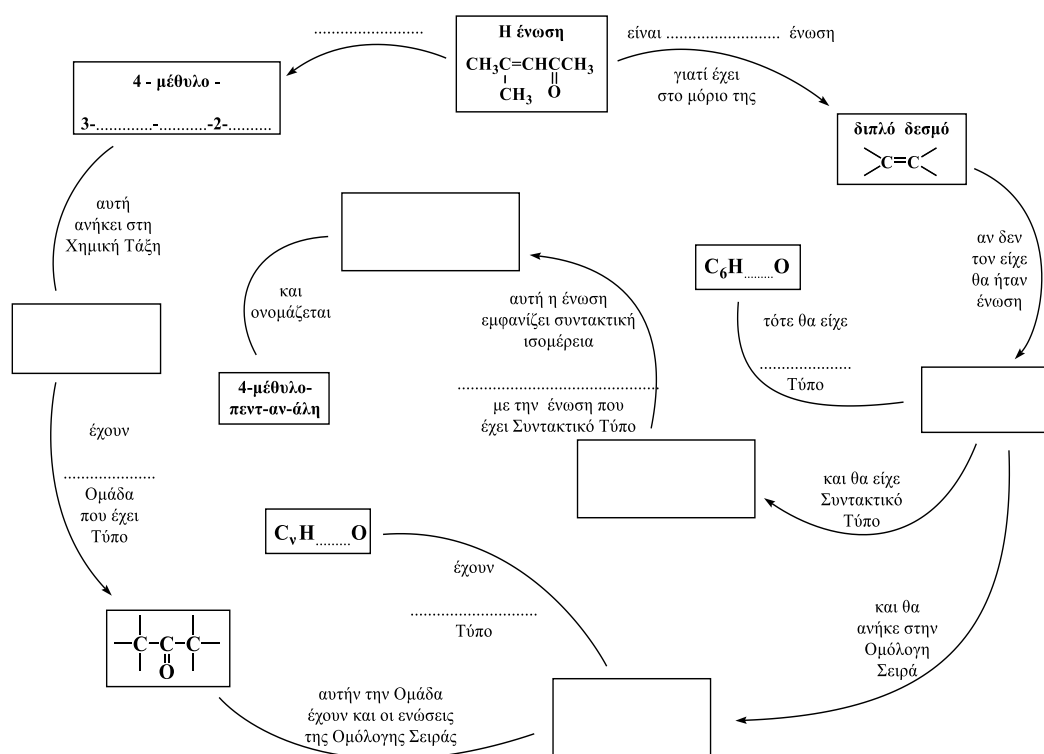 Η ένωση
CH₃C=CHCCH₃
CH₃ O
....................
είναι ...................... ένωση
γιατί έχει
στο μόριο της
4 - μέθυλο -
3-.............-..........-2-.........
διπλό δεσμό
C=C
αυτή
ανήκει στη
Χημική Τάξη
αν δεν
τον είχε
θα ήταν
ένωση
C₆H ........ O
τότε θα είχε
.................
Τύπο
και
ονομάζεται
αυτή η ένωση
εμφανίζει συντακτική
ισομέρεια
......................................
με την ένωση που
έχει Συντακτικό Τύπο
4-μέθυλο-
πεντ-αν-άλη
έχουν
......................
Ομάδα
που έχει
Τύπο
και θα είχε
Συντακτικό
Τύπο
CᵥH ......... O
έχουν
.......................
Τύπο
και θα
ανήκε στην
Ομόλογη
Σειρά
C C C
O
αυτήν την Ομάδα
έχουν και οι ενώσεις
της Ομόλογης Σειράς